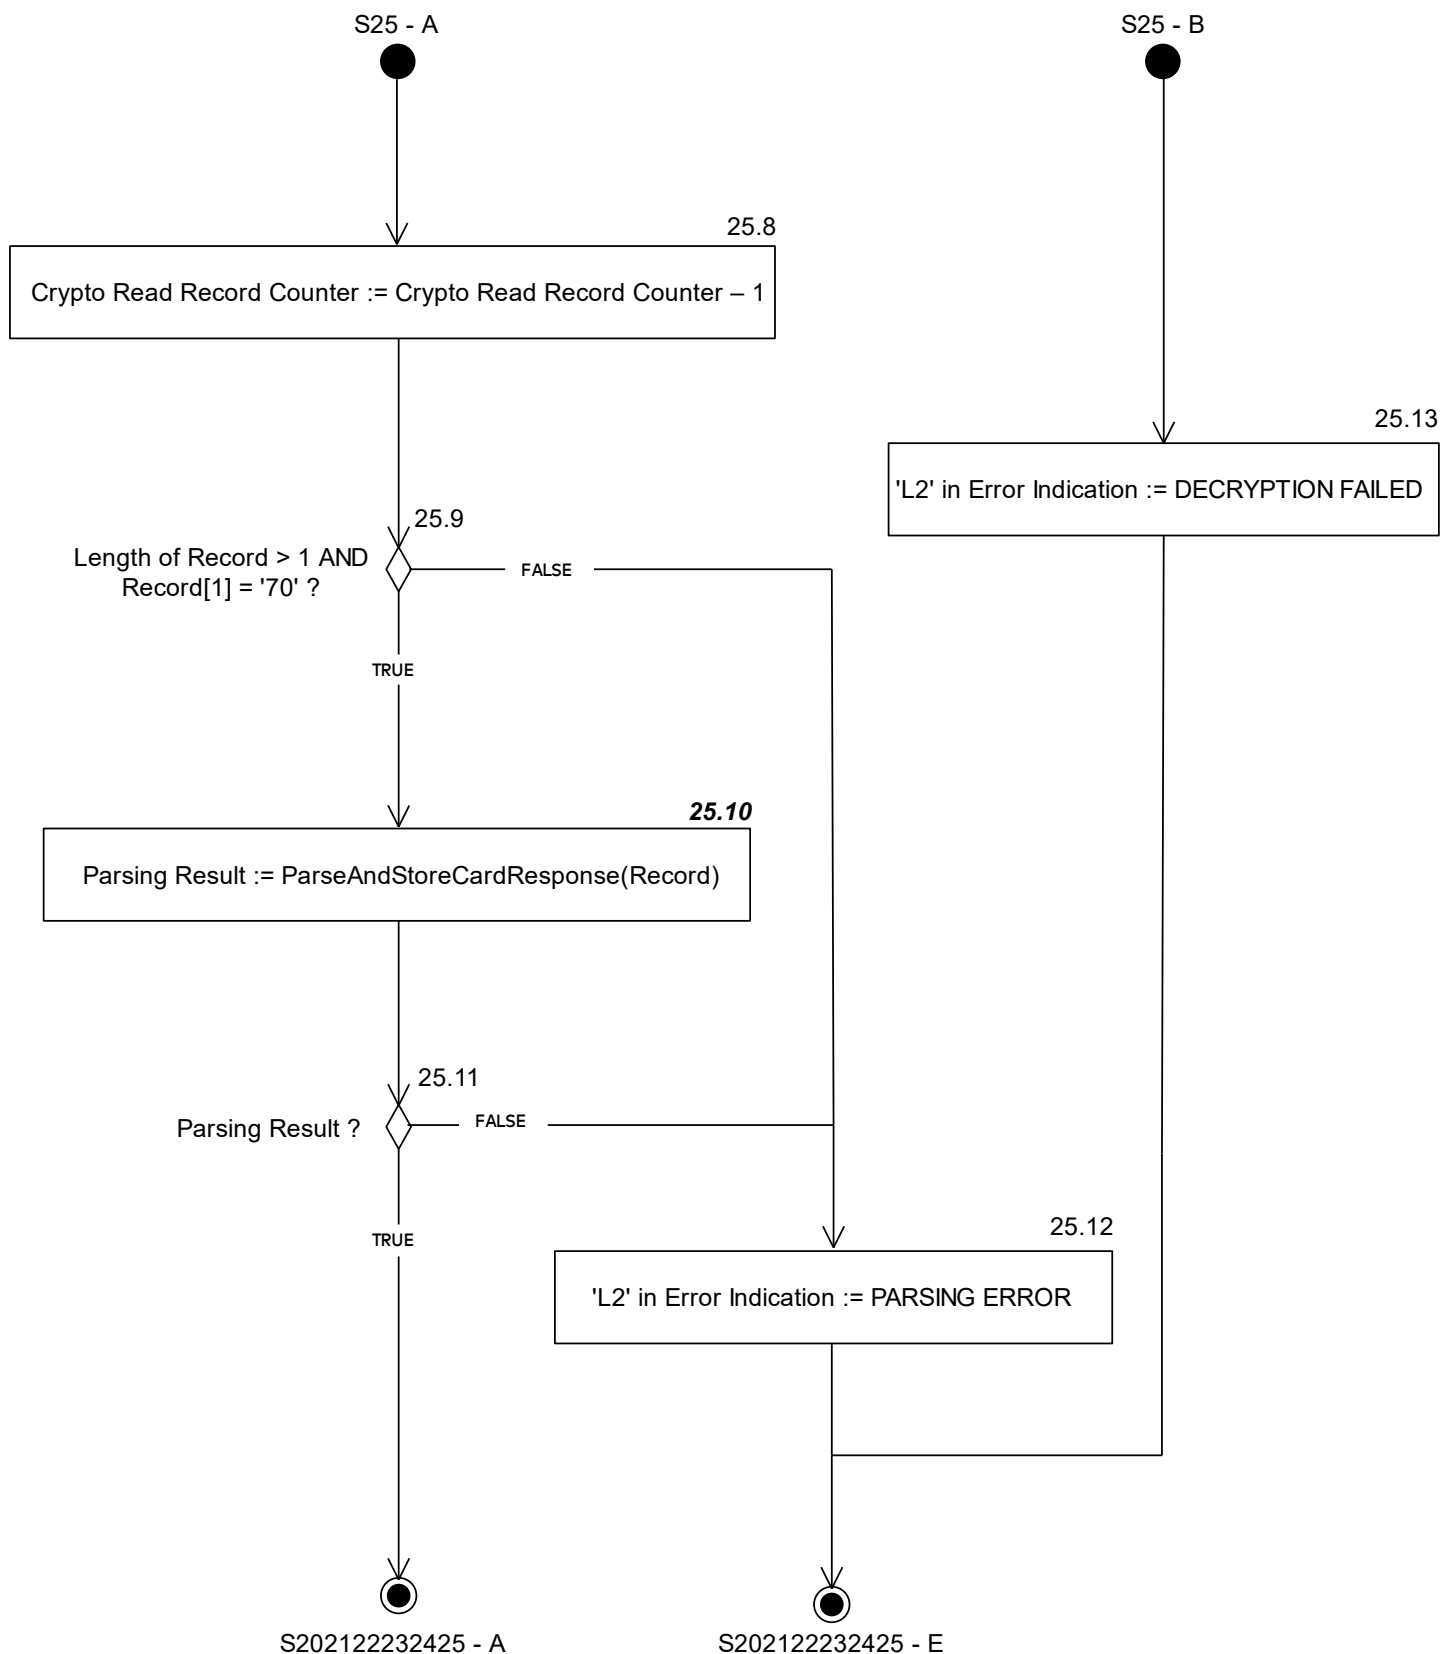 S25 - A
S25 - B
25.8
Crypto Read Record Counter := Crypto Read Record Counter – 1
25.13
'L2' in Error Indication := DECRYPTION FAILED
25.9
Length of Record > 1 AND
Record[1] = '70' ?
FALSE
TRUE
25.10
Parsing Result := ParseAndStoreCardResponse(Record)
25.11
Parsing Result ?
FALSE
TRUE
25.12
'L2' in Error Indication := PARSING ERROR
S202122232425 - A
S202122232425 - E